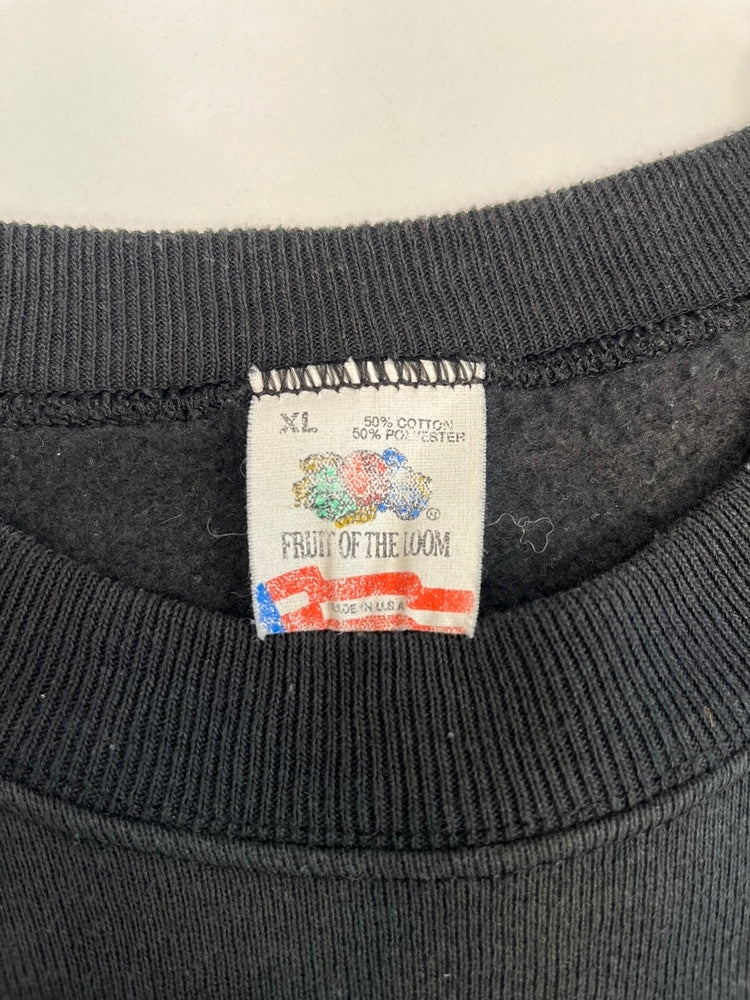 XL
50% COTTON
50% POLYESTER
®
FRUIT OF THE LOOM
MADE IN U.S.A